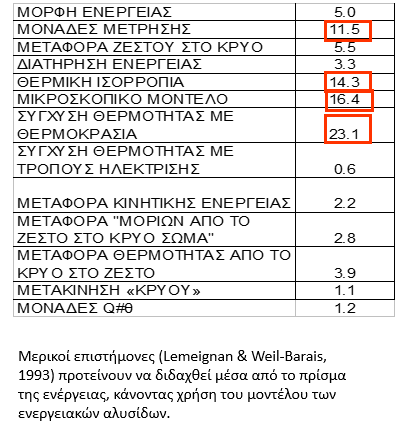 ΜΟΡΦΗ ΕΝΕΡΓΕΙΑΣ 5.0
ΜΟΝΑΔΕΣ ΜΕΤΡΗΣΗΣ 11.5
ΜΕΤΑΦΟΡΑ ΖΕΣΤΟΥ ΣΤΟ ΚΡΥΟ 5.5
ΔΙΑΤΗΡΗΣΗ ΕΝΕΡΓΕΙΑΣ 3.3
ΘΕΡΜΙΚΗ ΙΣΟΡΡΟΠΙΑ 14.3
ΜΙΚΡΟΣΚΟΠΙΚΟ ΜΟΝΤΕΛΟ 16.4
ΣΥΓΧΥΣΗ ΘΕΡΜΟΤΗΤΑΣ ΜΕ
ΘΕΡΜΟΚΡΑΣΙΑ 23.1
ΣΥΓΧΥΣΗ ΘΕΡΜΟΤΗΤΑΣ ΜΕ
ΤΡΟΠΟΥΣ ΗΛΕΚΤΡΙΣΗΣ 0.6
ΜΕΤΑΦΟΡΑ ΚΙΝΗΤΙΚΗΣ ΕΝΕΡΓΕΙΑΣ 2.2
ΜΕΤΑΦΟΡΑ "ΜΟΡΙΩΝ ΑΠΟ ΤΟ
ΖΕΣΤΟ ΣΤΟ ΚΡΥΟ ΣΩΜΑ" 2.8
ΜΕΤΑΦΟΡΑ ΘΕΡΜΟΤΗΤΑΣ ΑΠΟ ΤΟ
ΚΡΥΟ ΣΤΟ ΖΕΣΤΟ 3.9
ΜΕΤΑΚΙΝΗΣΗ «ΚΡΥΟΥ» 1.1
ΜΟΝΑΔΕΣ Q#θ 1.2
Μερικοί επιστήμονες (Lemeignan & Weil-Barais,
1993) προτείνουν να διδαχθεί μέσα από το πρίσμα
της ενέργειας, κάνοντας χρήση του μοντέλου των
ενεργειακών αλυσίδων.